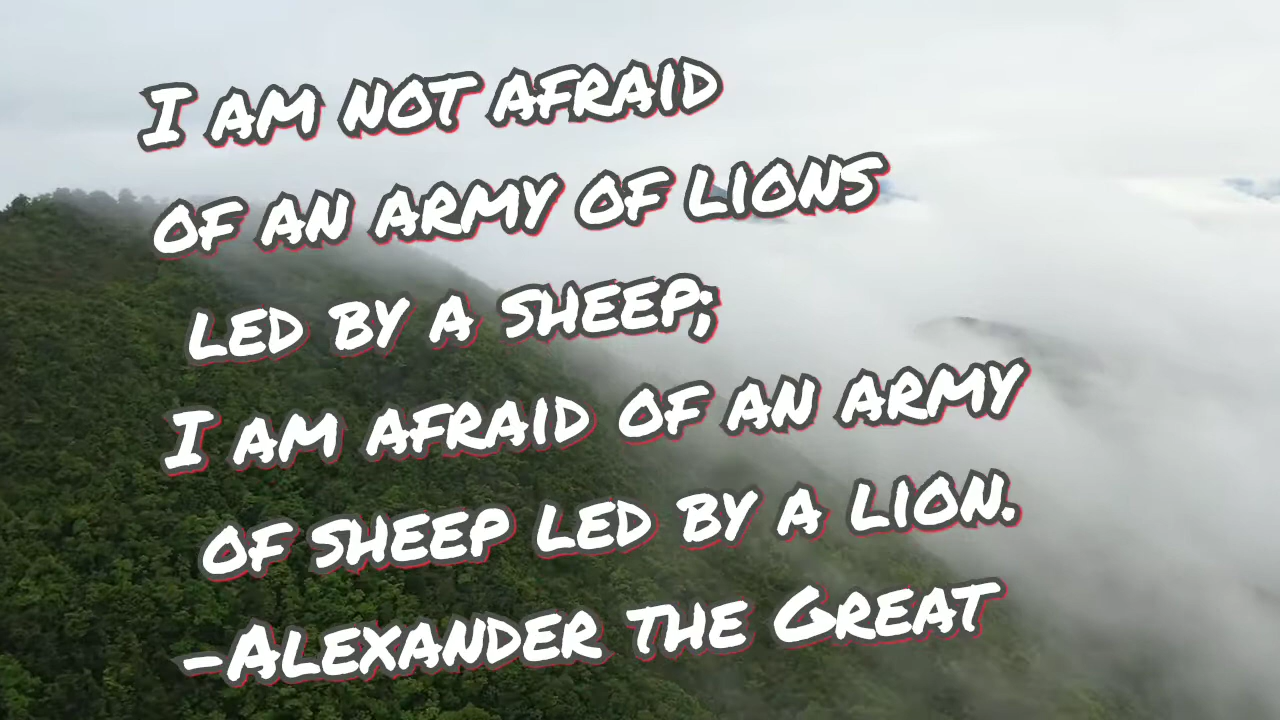 I AM NOT AFRAID
OF AN ARMY OF LIONS
LED BY A SHEEP;
I AM AFRAID OF AN ARMY
OF SHEEP LED BY A LION.
-ALEXANDER THE GREAT